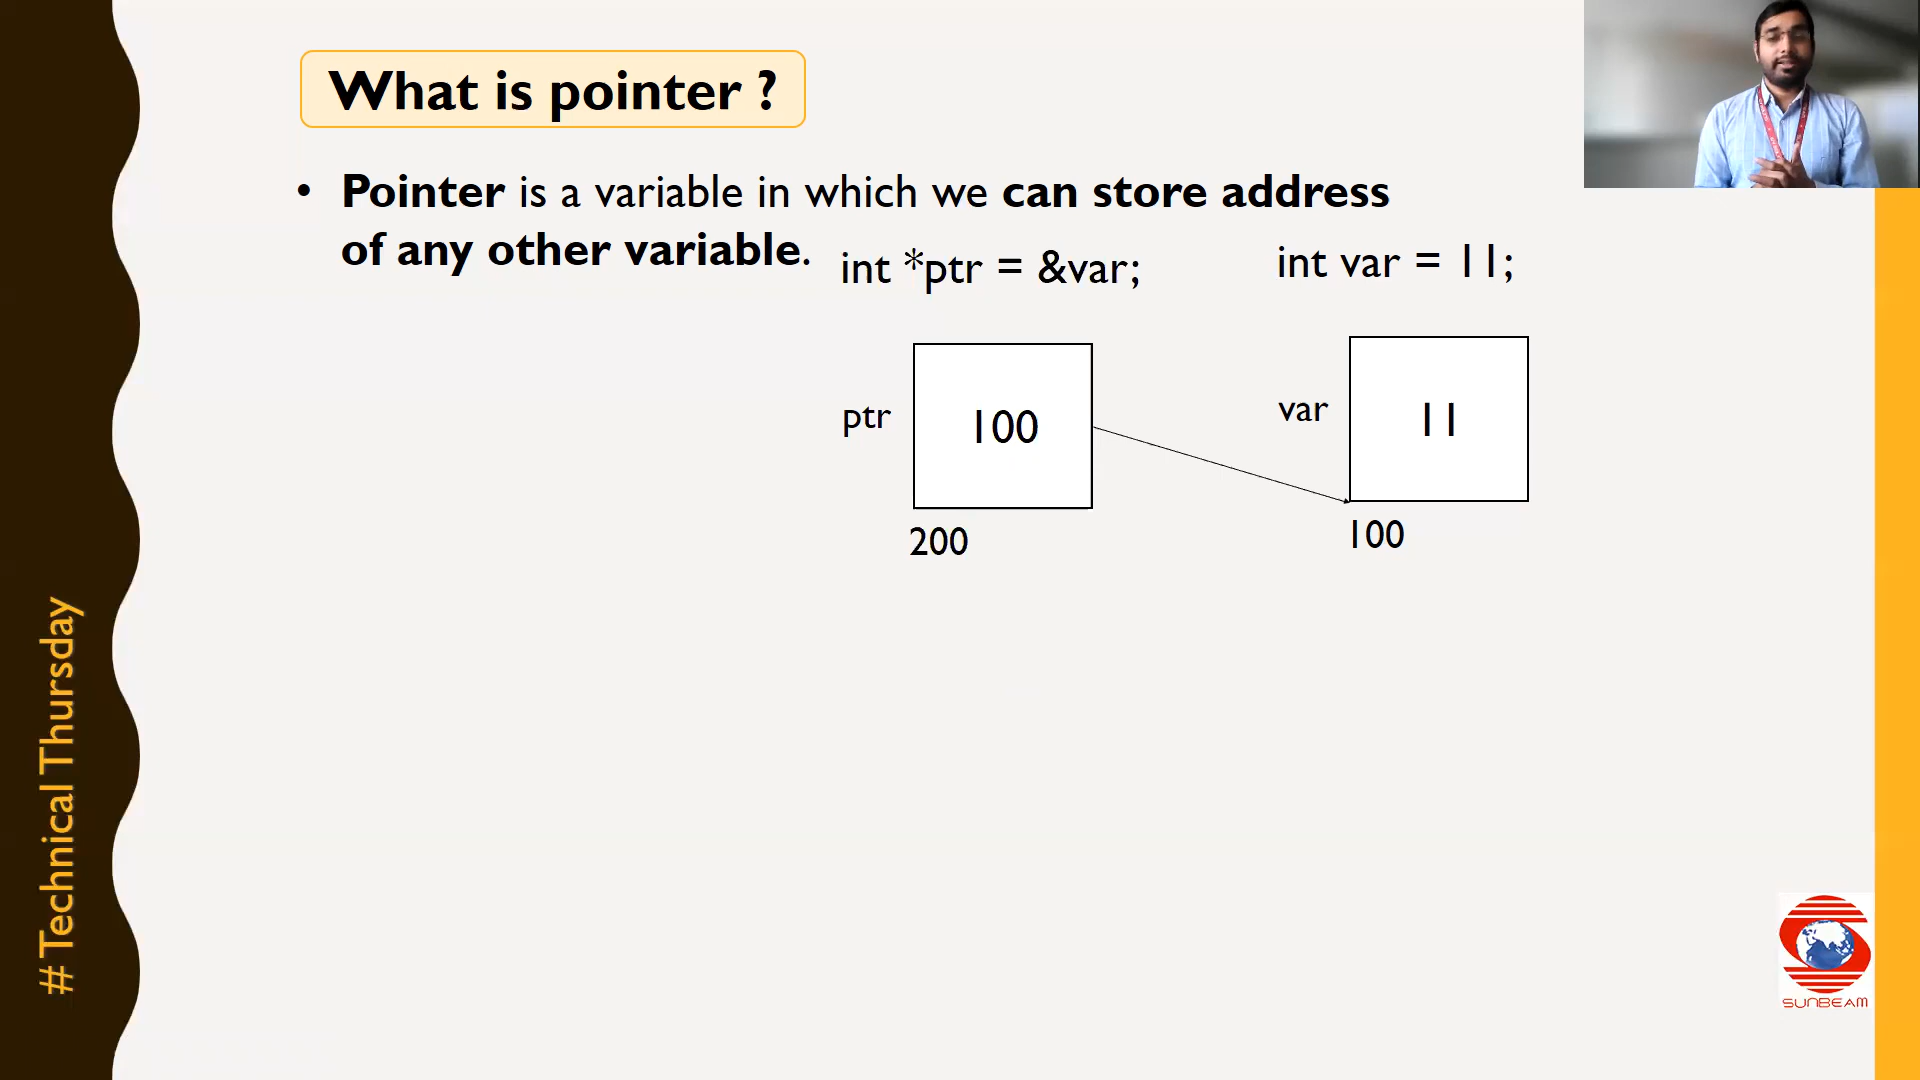 What is pointer ?
• Pointer is a variable in which we can store address
of any other variable.
int *ptr = &var;
int var = 11;
ptr
100
200
var
11
100
#Technical Thursday
SUNBEAM